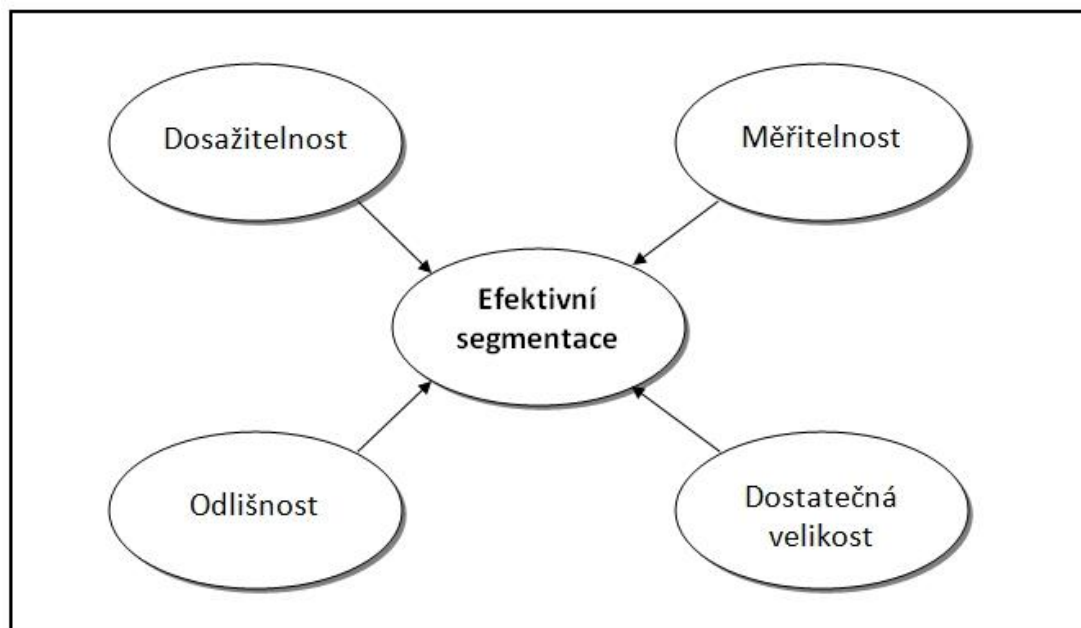 Dosažitelnost
Měřitelnost
Efektivní
segmentace
Odlišnost
Dostatečná
velikost